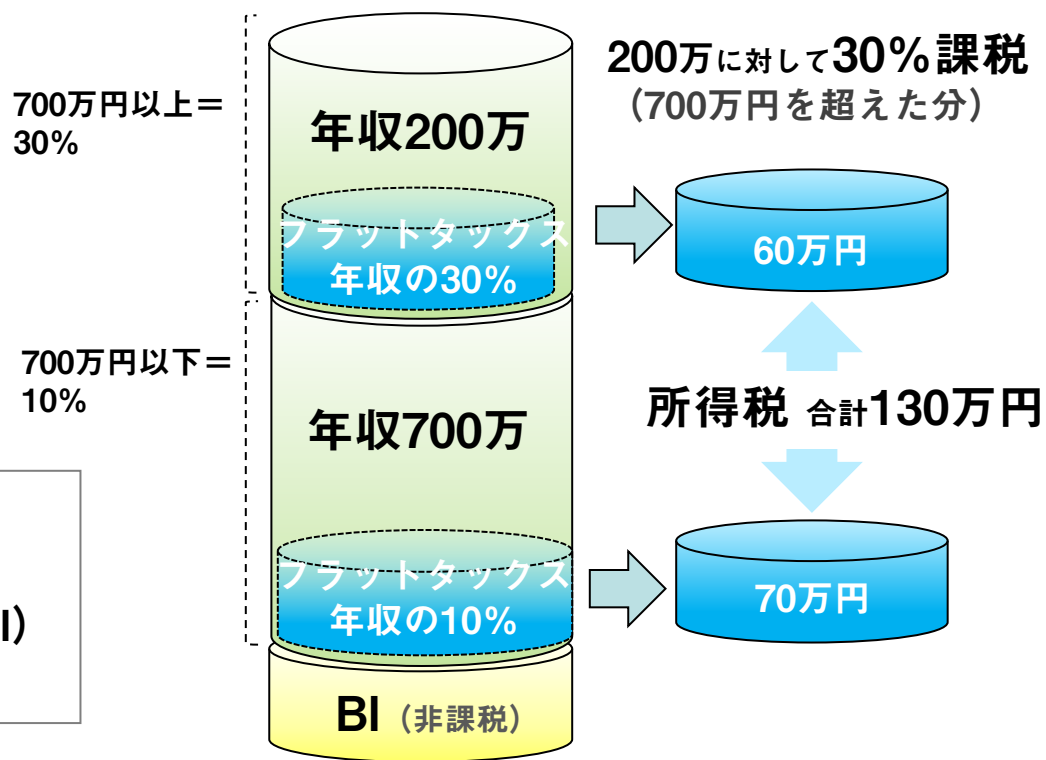 200万に対して30%課税
(700万円を超えた分)
700万円以上=
30%
年収200万
フラットタックス
年収の30%
60万円
700万円以下=
10%
所得税 合計130万円
年収700万
フラットタックス
年収の10%
70万円
I)
BI (非課税)